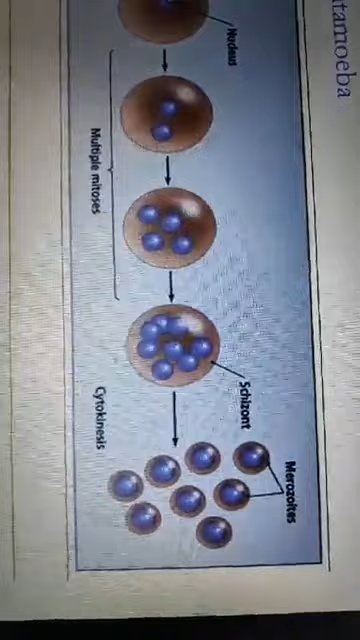 tamoeba
Nucleus
Multiple mitoses
Schizont
Cytokinesis
Merozoites